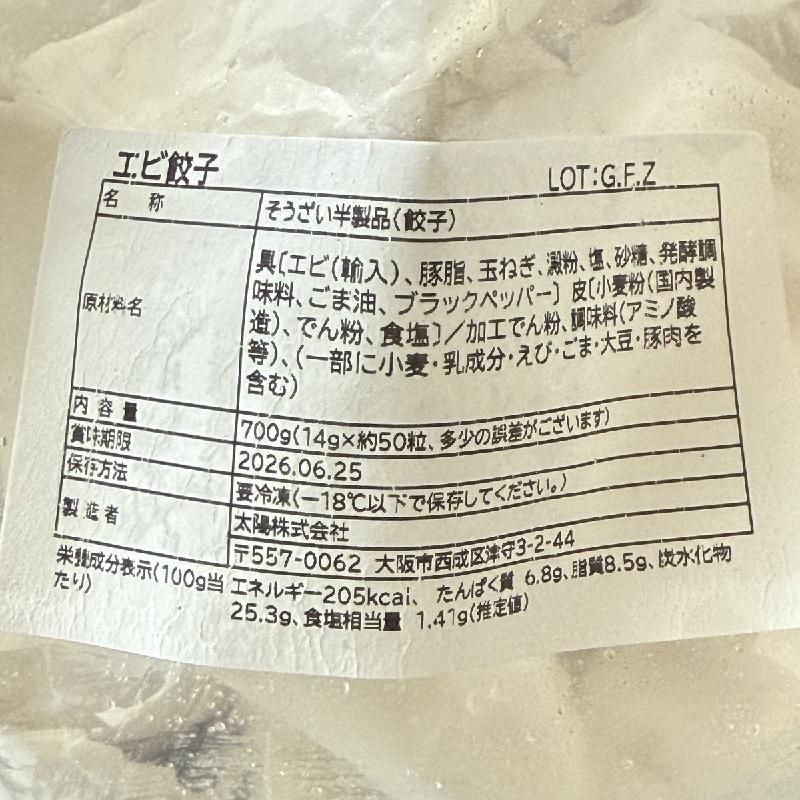 エビ餃子
LOT:G.F.Z
名 称
そうざい半製品(餃子)
原材料名
具〔エビ(輸入)、豚脂、玉ねぎ、澱粉、塩、砂糖、発酵調
味料、ごま油、ブラックペッパー〕皮〔小麦粉(国内製
造)、でん粉、食塩〕/加工でん粉、調味料(アミノ酸
等)、(一部に小麦・乳成分・えび・ごま・大豆・豚肉を
含む)
内 容 量
700g(14g×約50粒、多少の誤差がございます)
賞味期限
2026.06.25
保存方法
要冷凍(-18℃以下で保存してください。)
製 造 者
太陽株式会社
〒557-0062 大阪市西成区津守3-2-44
栄養成分表示(100g当
たり)
エネルギー205kcal、 たんぱく質 6.8g、脂質8.5g、炭水化物
25.3g、食塩相当量 1.41g(推定値)